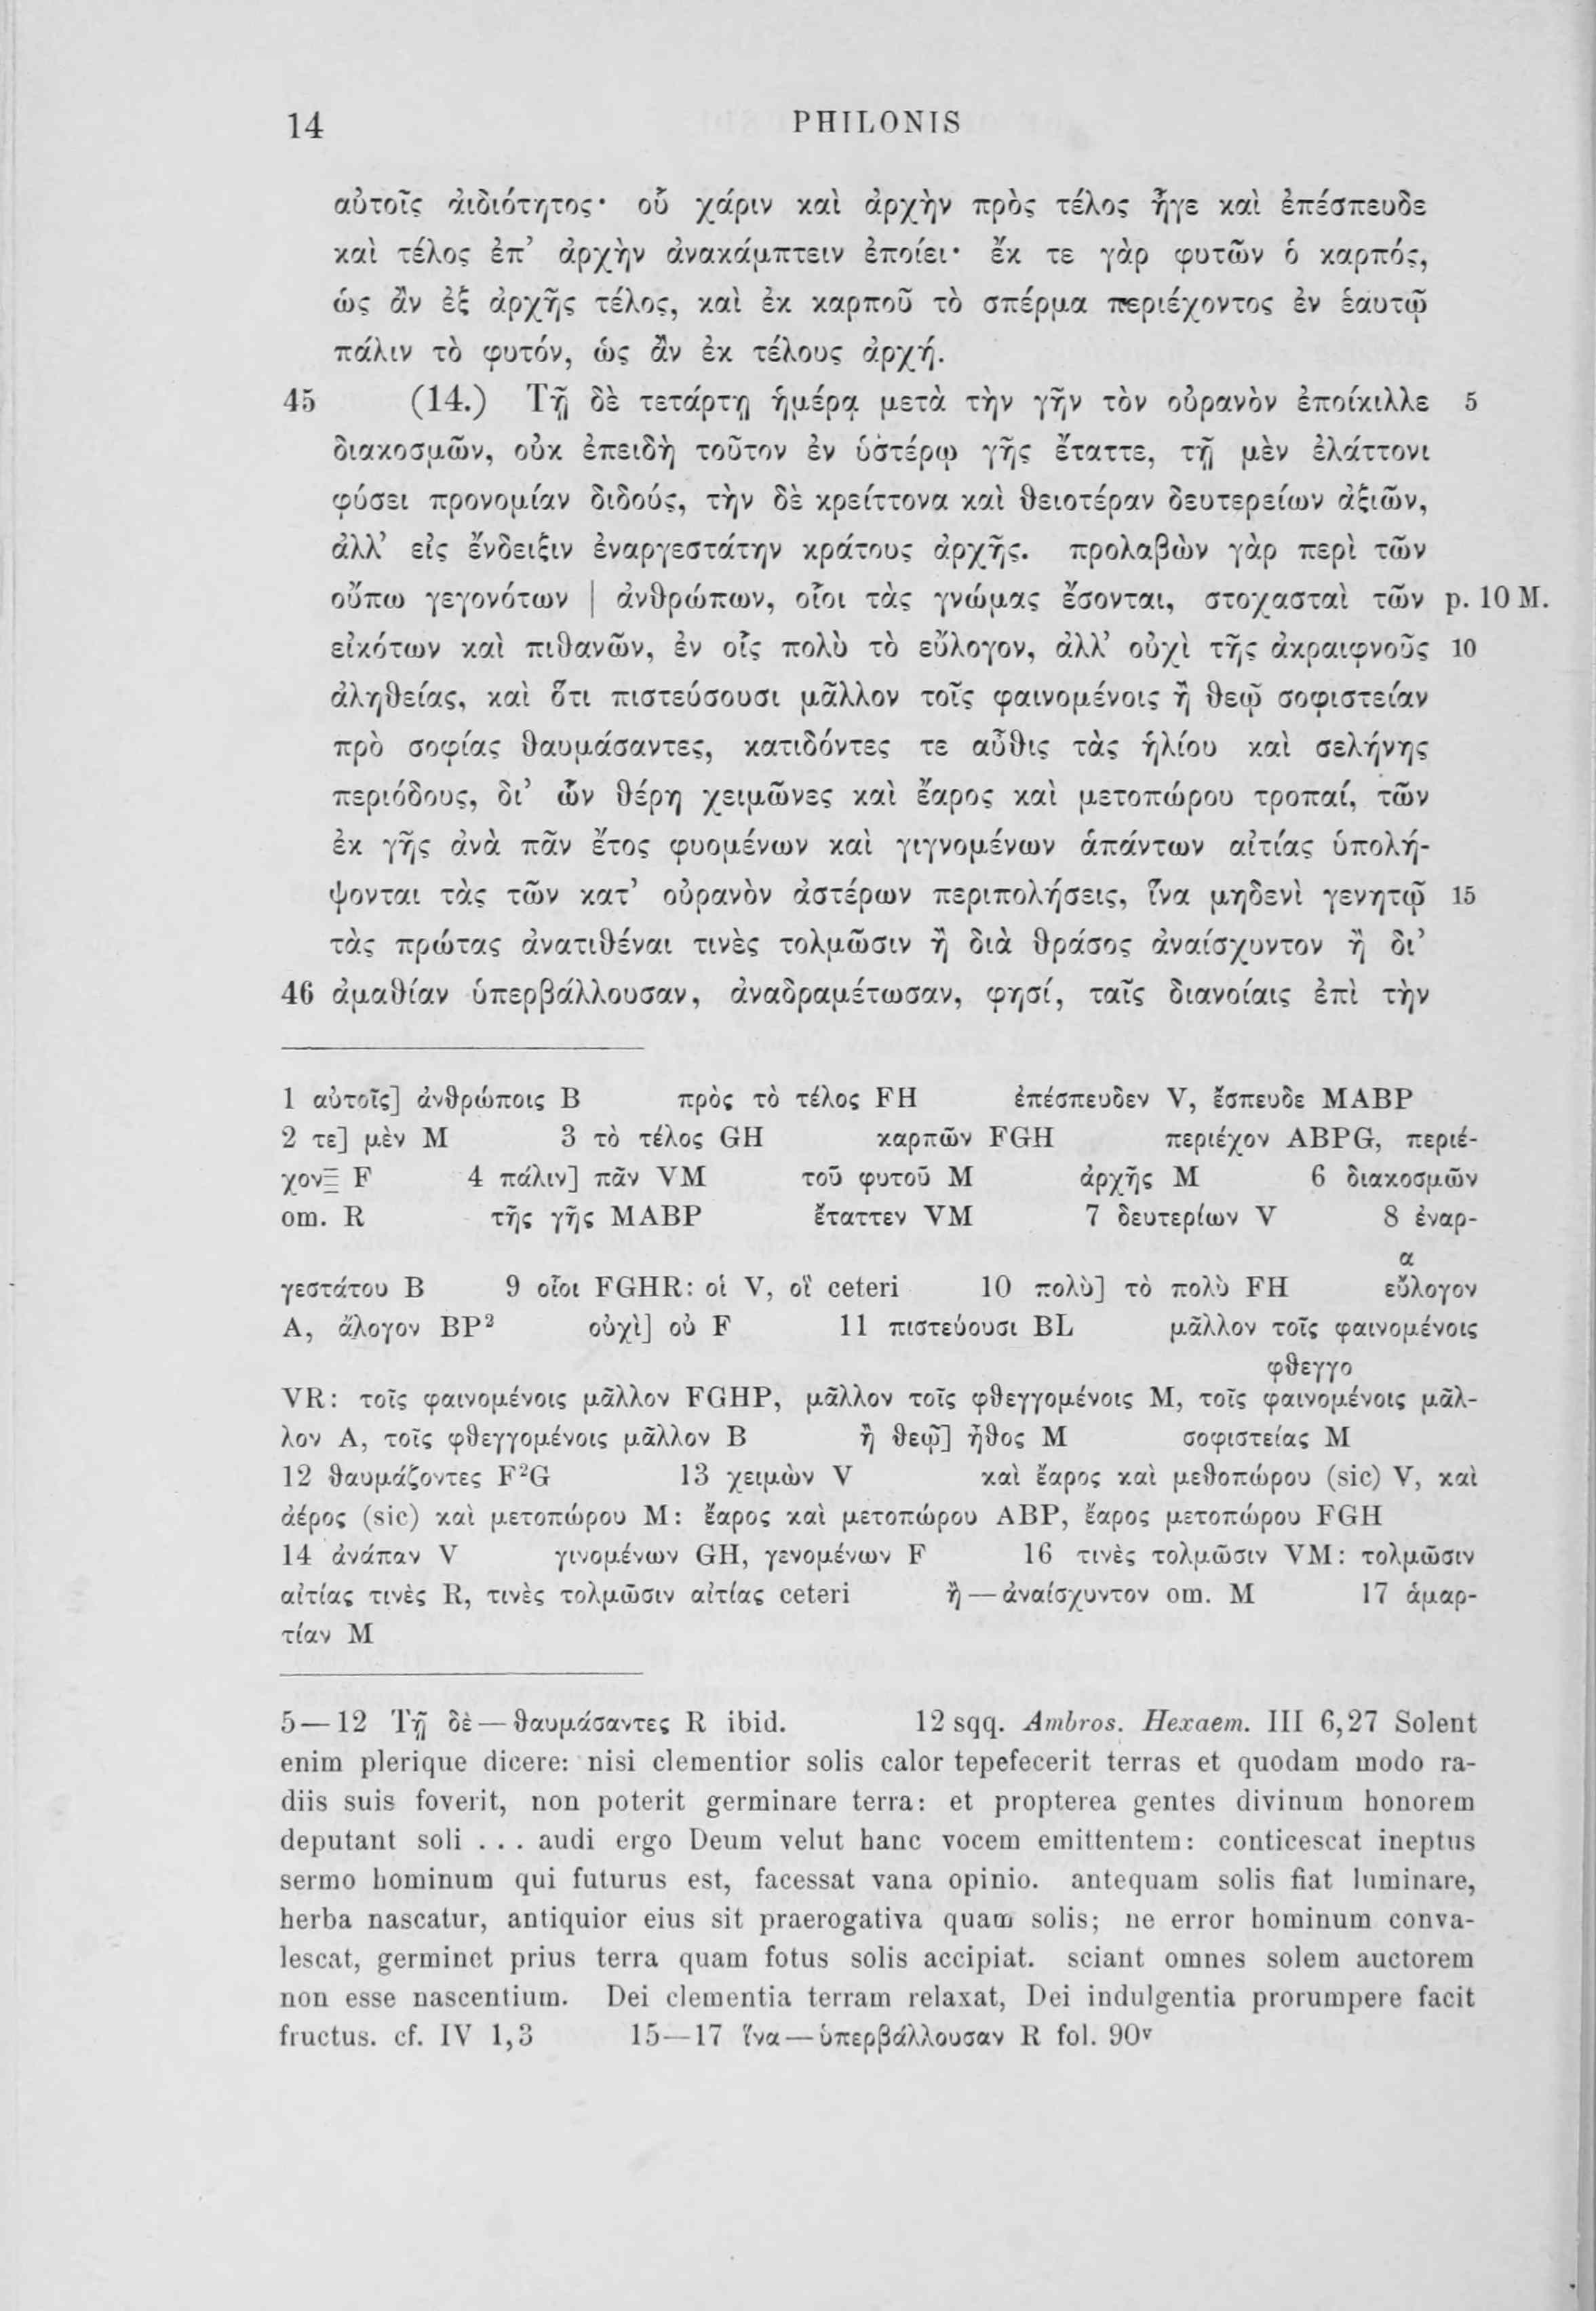 14 PHILONIS
αὐτοῖς ἀιδιότητος· οὗ χάριν καὶ ἀρχὴν πρὸς τέλος ἦγε καὶ ἐπέσπευδε
καὶ τέλος ἐπ’ ἀρχὴν ἀνακάμπτειν ἐποίει· ἔκ τε γὰρ φυτῶν ὁ καρπός,
ὡς ἂν ἐξ ἀρχῆς τέλος, καὶ ἐκ καρποῦ τὸ σπέρμα περιέχοντος ἐν ἑαυτῷ
πάλιν τὸ φυτόν, ὡς ἂν ἐκ τέλους ἀρχή.
45 (14.) Τῇ δὲ τετάρτῃ ἡμέρᾳ μετὰ τὴν γῆν τὸν οὐρανὸν ἐποίκιλλε 5
διακοσμῶν, οὐκ ἐπειδὴ τοῦτον ἐν ὑστέρῳ γῆς ἔταττε, τῇ μὲν ἐλάττονι
φύσει προνομίαν διδούς, τὴν δὲ κρείττονα καὶ θειοτέραν δευτερείων ἀξιῶν,
ἀλλ’ εἰς ἔνδειξιν ἐναργεστάτην κράτους ἀρχῆς. προλαβὼν γὰρ περὶ τῶν
οὔπω γεγονότων | ἀνθρώπων, οἷοι τὰς γνώμας ἔσονται, στοχασταὶ τῶν p. 10 M.
εἰκότων καὶ πιθανῶν, ἐν οἷς πολὺ τὸ εὔλογον, ἀλλ’ οὐχὶ τῆς ἀκραιφνοῦς 10
ἀληθείας, καὶ ὅτι πιστεύσουσι μᾶλλον τοῖς φαινομένοις ἢ θεῷ σοφιστείαν
πρὸ σοφίας θαυμάσαντες, κατιδόντες τε αὖθις τὰς ἡλίου καὶ σελήνης
περιόδους, δι’ ὧν θέρη χειμῶνες καὶ ἔαρος καὶ μετοπώρου τροπαί, τῶν
ἐκ γῆς ἀνὰ πᾶν ἔτος φυομένων καὶ γιγνομένων ἁπάντων αἰτίας ὑπολή-
ψονται τὰς τῶν κατ’ οὐρανὸν ἀστέρων περιπολήσεις, ἵνα μηδενὶ γενητῷ 15
τὰς πρώτας ἀνατιθέναι τινὲς τολμῶσιν ἢ διὰ θράσος ἀναίσχυντον ἢ δι’
46 ἀμαθίαν ὑπερβάλλουσαν, ἀναδραμέτωσαν, φησί, ταῖς διανοίαις ἐπὶ τὴν
1 αὐτοῖς] ἀνθρώποις B πρὸς τὸ τέλος FH ἐπέσπευδεν V, ἔσπευδε MABP
2 τε] μὲν M 3 τὸ τέλος GH καρπῶν FGH περιέχον ABPG, περιέ-
χον F 4 πάλιν] πᾶν VM τοῦ φυτοῦ M ἀρχῆς M 6 διακοσμῶν
om. R τῆς γῆς MABP ἔταττεν VM 7 δευτερίων V 8 ἐναρ-
α
γεστάτου B 9 οἷοι FGHR: οἱ V, οἳ ceteri 10 πολὺ] τὸ πολὺ FH εὔλογον
A, ἄλογον BP² οὐχὶ] οὐ F 11 πιστεύουσι BL μᾶλλον τοῖς φαινομένοις
φθεγγο
VR: τοῖς φαινομένοις μᾶλλον FGHP, μᾶλλον τοῖς φθεγγομένοις M, τοῖς φαινομένοις μᾶλ-
λον A, τοῖς φθεγγομένοις μᾶλλον B ἢ θεῷ] ἦθος M σοφιστείας M
12 θαυμάζοντες F²G 13 χειμὼν V καὶ ἔαρος καὶ μεθοπώρου (sic) V, καὶ
ἀέρος (sic) καὶ μετοπώρου M: ἔαρος καὶ μετοπώρου ABP, ἔαρος μετοπώρου FGH
14 ἀνάπαν V γινομένων GH, γενομένων F 16 τινὲς τολμῶσιν VM: τολμῶσιν
αἰτίας τινὲς R, τινὲς τολμῶσιν αἰτίας ceteri ἢ — ἀναίσχυντον om. M 17 ἁμαρ-
τίαν M
5—12 Τῇ δὲ — θαυμάσαντες R ibid. 12 sqq. Ambros. Hexaem. III 6,27 Solent
enim plerique dicere: nisi clementior solis calor tepefecerit terras et quodam modo ra-
diis suis foverit, non poterit germinare terra: et propterea gentes divinum honorem
deputant soli . . . audi ergo Deum velut hanc vocem emittentem: conticescat ineptus
sermo hominum qui futurus est, facessat vana opinio. antequam solis fiat luminare,
herba nascatur, antiquior eius sit praerogativa quam solis; ne error hominum conva-
lescat, germinet prius terra quam fotus solis accipiat. sciant omnes solem auctorem
non esse nascentium. Dei clementia terram relaxat, Dei indulgentia prorumpere facit
fructus. cf. IV 1,3 15—17 ἵνα — ὑπερβάλλουσαν R fol. 90ᵛ